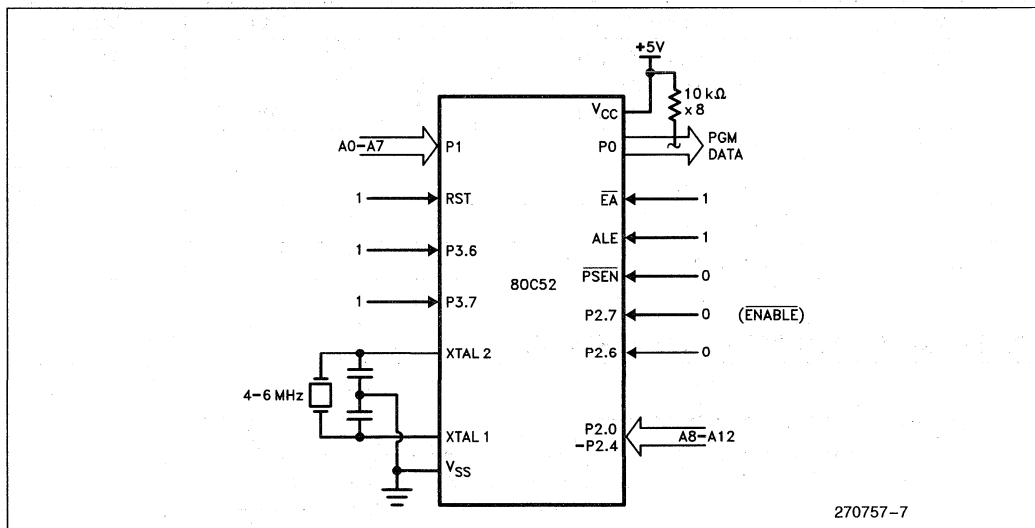 +5V
10 kΩ
x 8
VCC
P0
PGM
DATA
A0–A7
P1
1
RST
EA
1
ALE
1
1
P3.6
PSEN
0
80C52
1
P3.7
P2.7
0
(ENABLE)
XTAL 2
P2.6
0
4–6 MHz
XTAL 1
P2.0
–P2.4
A8–A12
VSS
270757–7